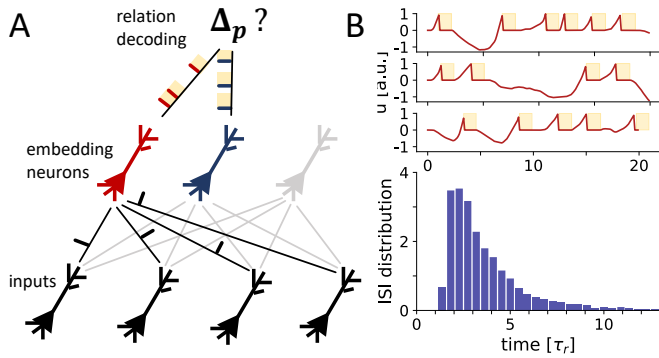 A
relation
decoding
Δp ?
embedding
neurons
inputs
B
u [a.u.]
1
0
-1
1
0
-1
1
0
-1
0
10
20
ISI distribution
4
2
0
0
5
10
time [τr]